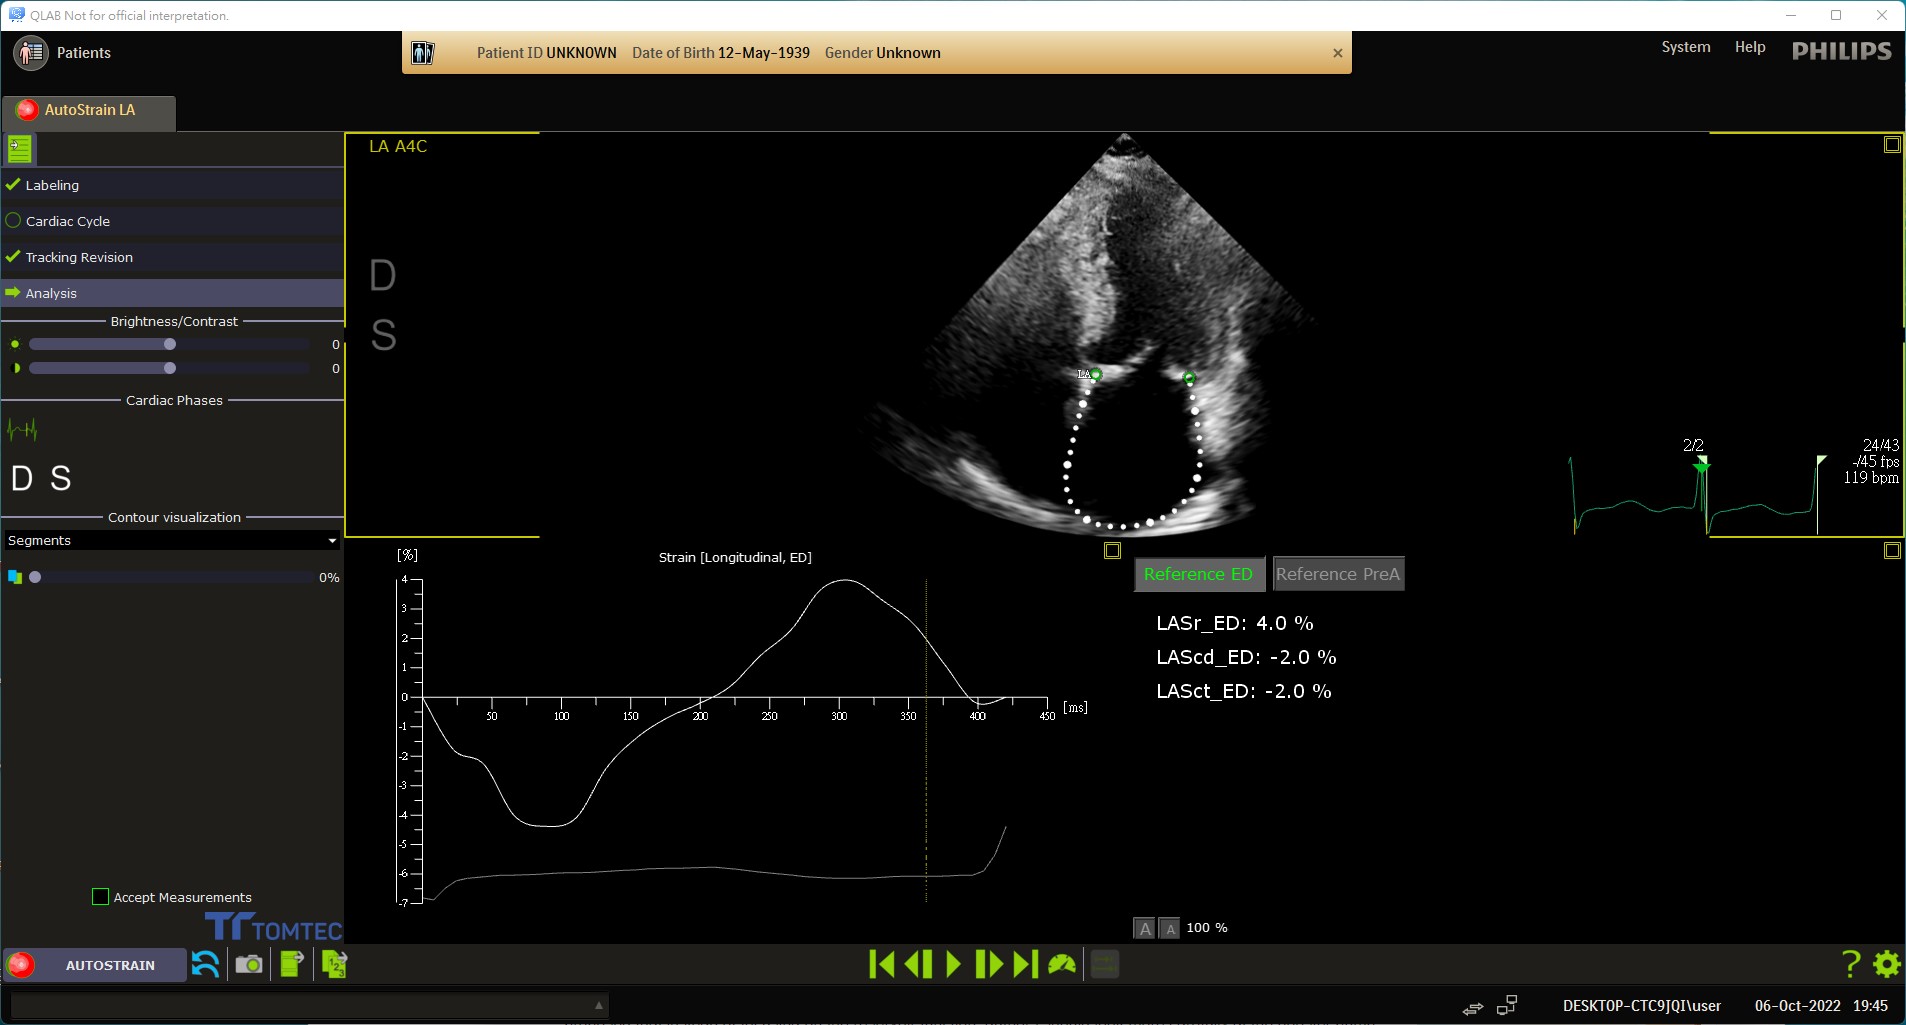 QLAB Not for official interpretation.
Patients
Patient ID UNKNOWN Date of Birth 12-May-1939 Gender Unknown
System Help PHILIPS
AutoStrain LA
LA A4C
Labeling
Cardiac Cycle
Tracking Revision
Analysis
Brightness/Contrast
0
0
Cardiac Phases
D S
Contour visualization
Segments
0%
D
S
LA
2/2
24/43
-/45 fps
119 bpm
[%]
Strain [Longitudinal, ED]
4
3
2
1
0
-1
-2
-3
-4
-5
-6
-7
50 100 150 200 250 300 350 400 450 [ms]
Reference ED Reference PreA
LASr_ED: 4.0 %
LAScd_ED: -2.0 %
LASct_ED: -2.0 %
Accept Measurements
TOMTEC
A A 100 %
AUTOSTRAIN
1 2 3
?
DESKTOP-CTC9JQI\user 06-Oct-2022 19:45